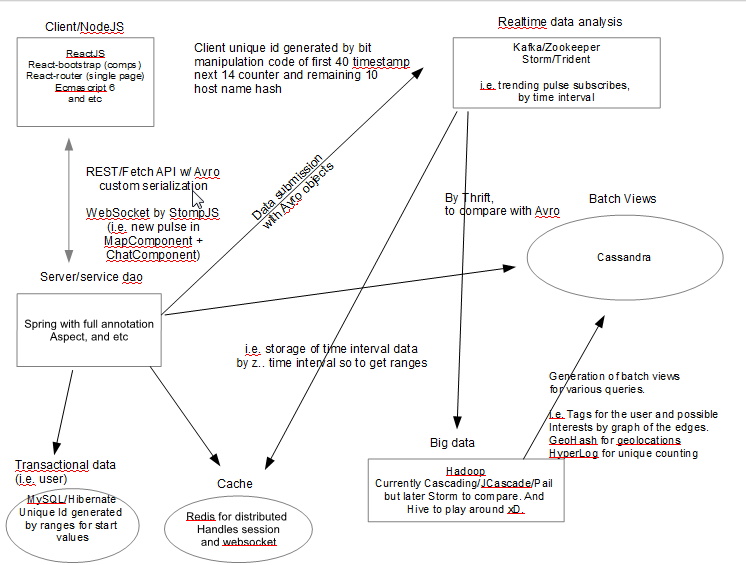 Client/NodeJS
ReactJS
React-bootstrap (comps)
React-router (single page)
Ecmascript 6
and etc
Client unique id generated by bit
manipulation code of first 40 timestamp
next 14 counter and remaining 10
host name hash
Realtime data analysis
Kafka/Zookeeper
Storm/Trident
i.e. trending pulse subscribes,
by time interval
REST/Fetch API w/ Avro
custom serialization
WebSocket by StompJS
(i.e. new pulse in
MapComponent +
ChatComponent)
Data submission
with Avro objects
By Thrift,
to compare with Avro
Batch Views
Cassandra
Server/service dao
Spring with full annotation
Aspect, and etc
i.e. storage of time interval data
by z.. time interval so to get ranges
Generation of batch views
for various queries.
i.e. Tags for the user and possible
Interests by graph of the edges.
GeoHash for geolocations
HyperLog for unique counting
Big data
Hadoop
Currently Cascading/JCascade/Pail
but later Storm to compare. And
Hive to play around xD.
Transactional data
(i.e. user)
MySQL/Hibernate
Unique Id generated
by ranges for start
values
Cache
Redis for distributed
Handles session
and websocket